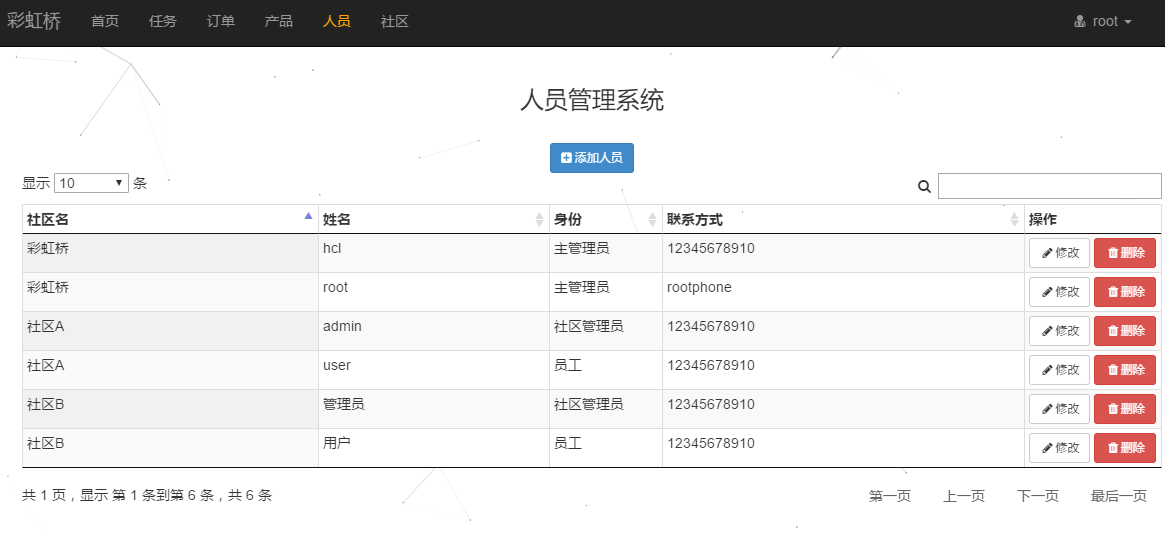 彩虹桥 首页 任务 订单 产品 人员 社区 root
人员管理系统
添加人员
显示 10 条
社区名 姓名 身份 联系方式 操作
彩虹桥 hcl 主管理员 12345678910 修改 删除
彩虹桥 root 主管理员 rootphone 修改 删除
社区A admin 社区管理员 12345678910 修改 删除
社区A user 员工 12345678910 修改 删除
社区B 管理员 社区管理员 12345678910 修改 删除
社区B 用户 员工 12345678910 修改 删除
共 1 页，显示 第 1 条到第 6 条，共 6 条 第一页 上一页 下一页 最后一页